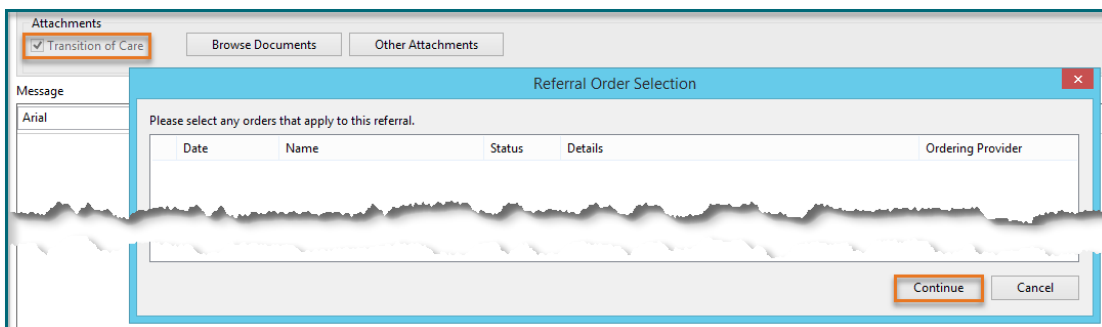 Attachments
Transition of Care
Browse Documents
Other Attachments
Referral Order Selection
Message
Arial
Please select any orders that apply to this referral.
Date Name Status Details Ordering Provider
Continue Cancel